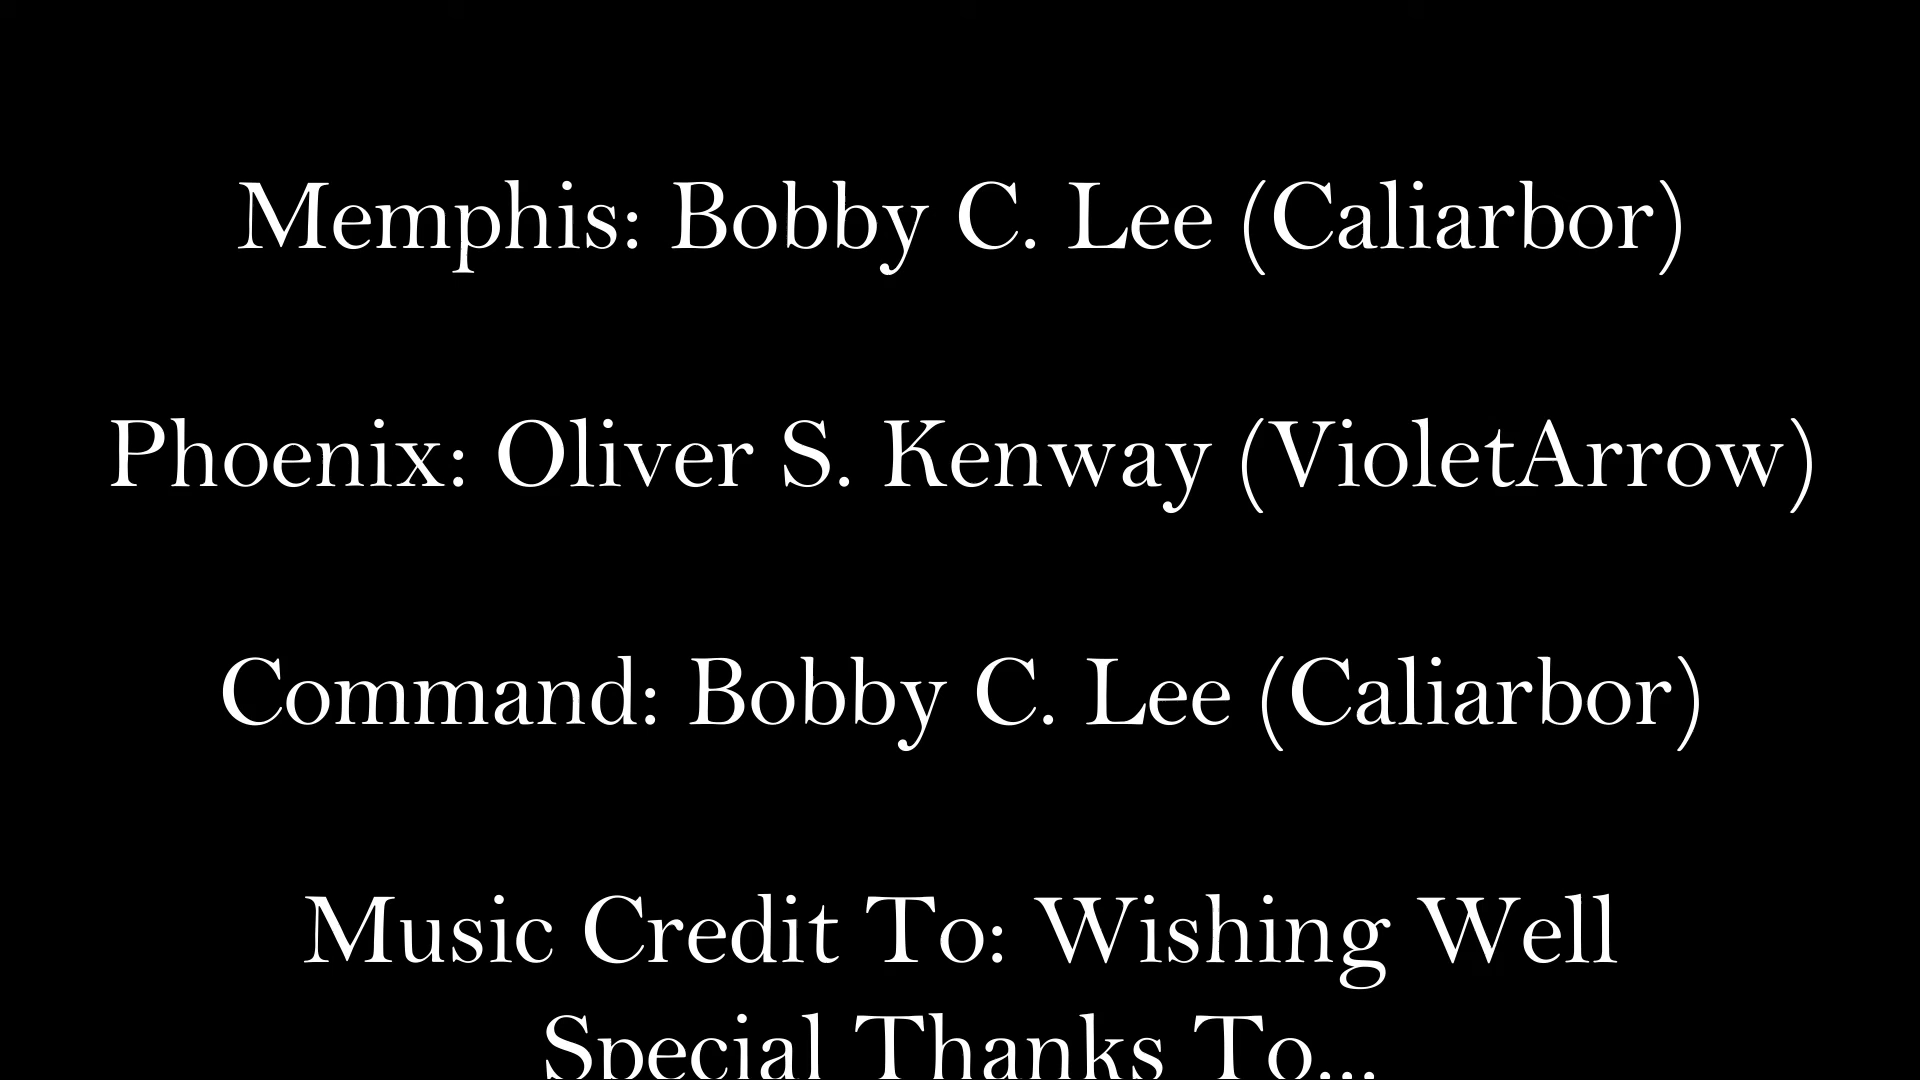 Memphis: Bobby C. Lee (Caliarbor)
Phoenix: Oliver S. Kenway (VioletArrow)
Command: Bobby C. Lee (Caliarbor)
Music Credit To: Wishing Well
Special Thanks To...